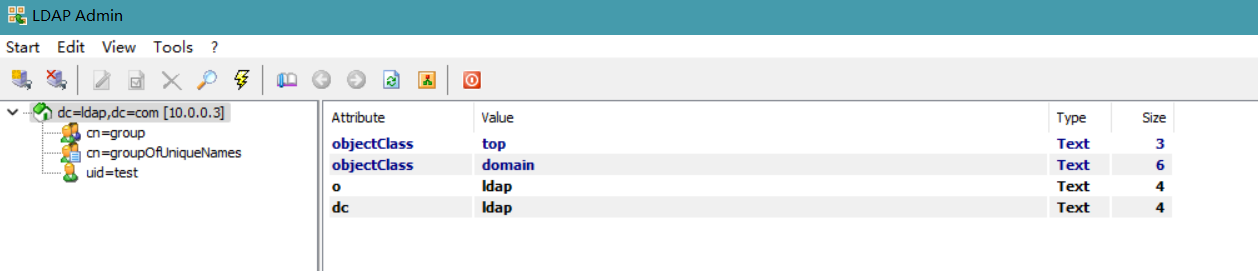 LDAP Admin
Start Edit View Tools ?
dc=ldap,dc=com [10.0.0.3]
cn=group
cn=groupOfUniqueNames
uid=test
Attribute Value Type Size
objectClass top Text 3
objectClass domain Text 6
o ldap Text 4
dc ldap Text 4